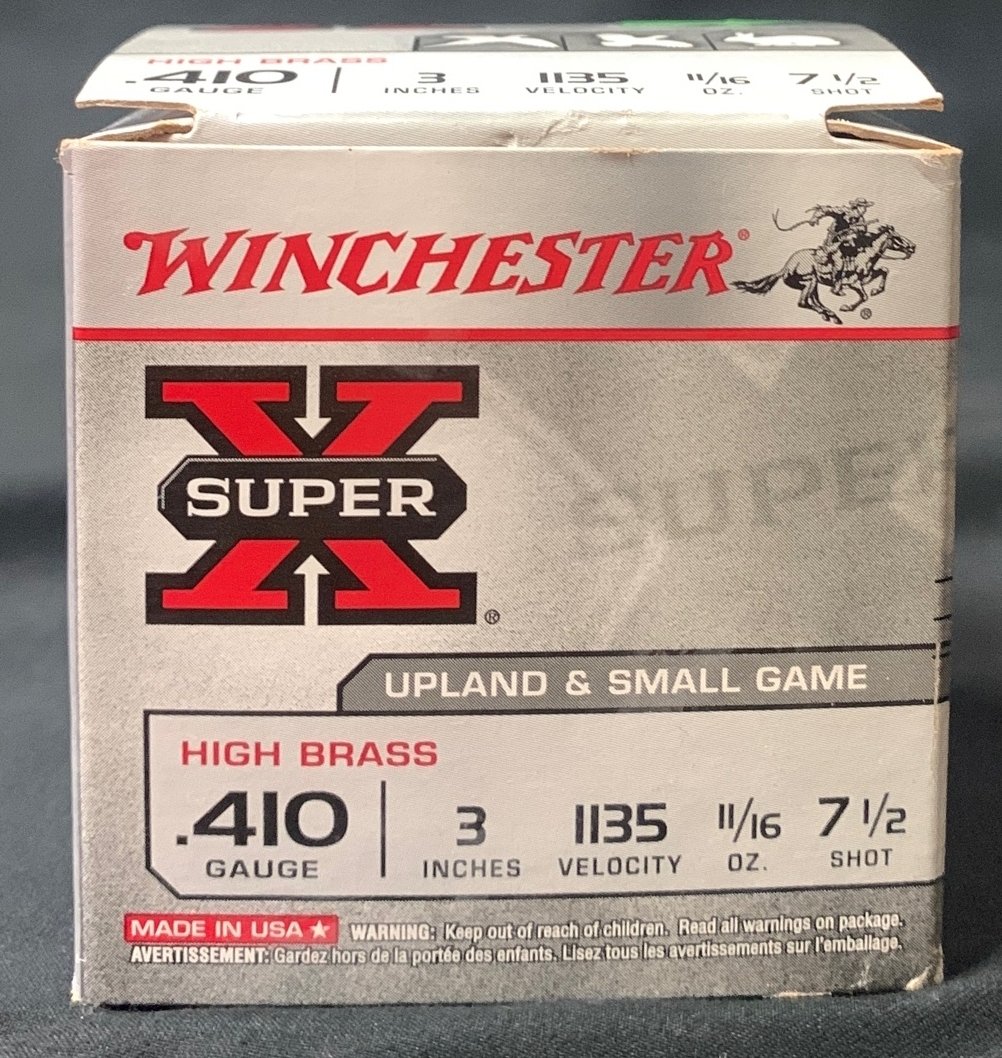 HIGH BRASS
.410 3 1135 11/16 7 1/2
GAUGE INCHES VELOCITY OZ. SHOT
WINCHESTER®
®
X
SUPER
®
SUPER
UPLAND & SMALL GAME
HIGH BRASS
.410 3 1135 11/16 7 1/2
GAUGE INCHES VELOCITY OZ. SHOT
MADE IN USA ★ WARNING: Keep out of reach of children. Read all warnings on package.
AVERTISSEMENT: Gardez hors de la portée des enfants. Lisez tous les avertissements sur l'emballage.